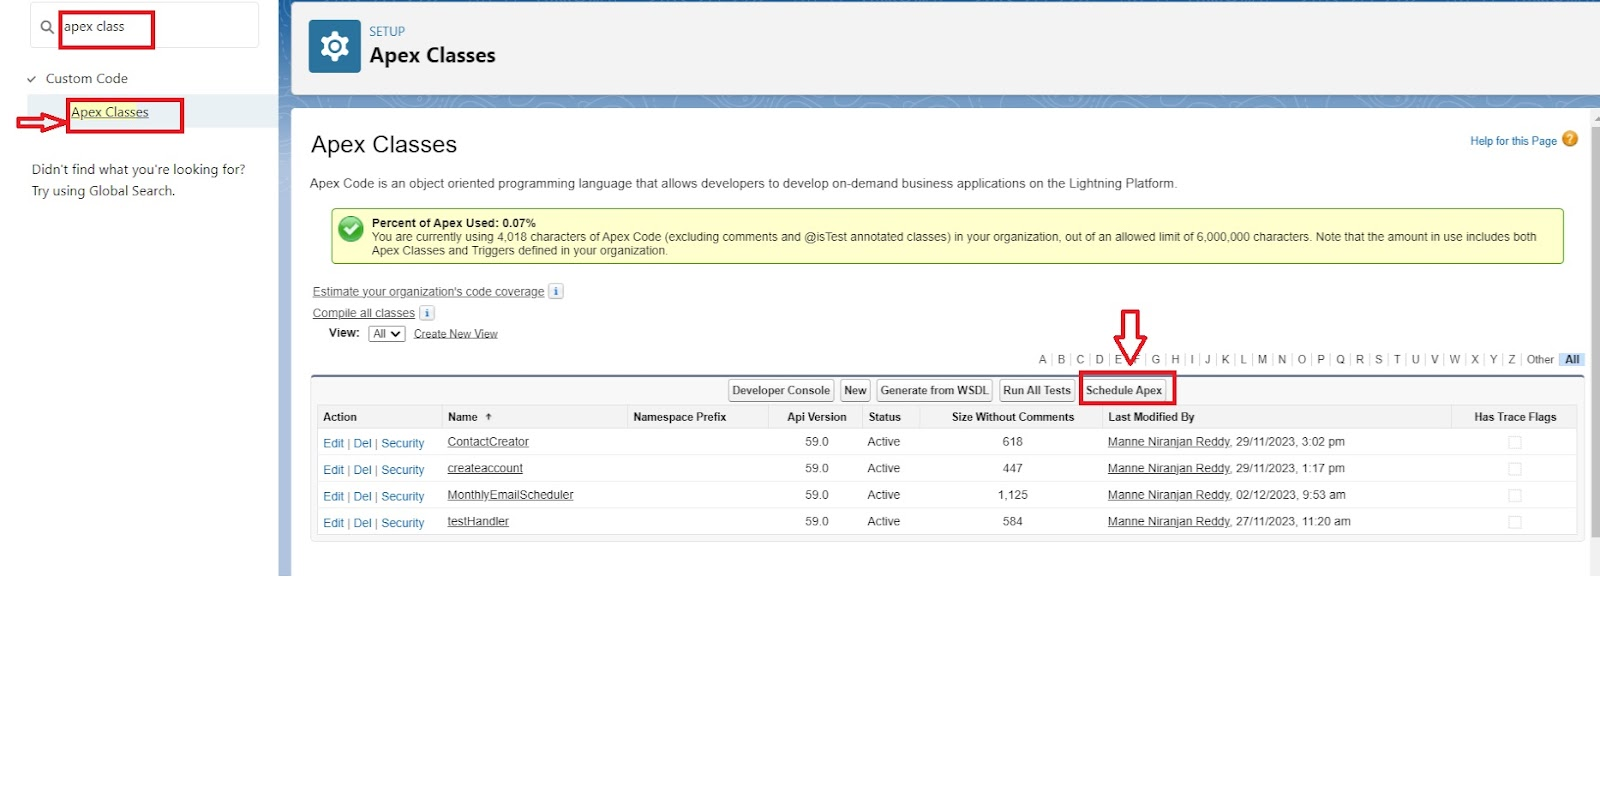 apex class
Custom Code
Apex Classes
Didn't find what you're looking for?
Try using Global Search.
SETUP
Apex Classes
Apex Classes
Help for this Page ?
Apex Code is an object oriented programming language that allows developers to develop on-demand business applications on the Lightning Platform.
Percent of Apex Used: 0.07%
You are currently using 4,018 characters of Apex Code (excluding comments and @isTest annotated classes) in your organization, out of an allowed limit of 6,000,000 characters. Note that the amount in use includes both
Apex Classes and Triggers defined in your organization.
Estimate your organization's code coverage i
Compile all classes i
View: All Create New View
A | B | C | D | E | F | G | H | I | J | K | L | M | N | O | P | Q | R | S | T | U | V | W | X | Y | Z | Other All
Developer Console New Generate from WSDL Run All Tests Schedule Apex
Action Name ↑ Namespace Prefix Api Version Status Size Without Comments Last Modified By Has Trace Flags
Edit | Del | Security ContactCreator 59.0 Active 618 Manne Niranjan Reddy, 29/11/2023, 3:02 pm
Edit | Del | Security createaccount 59.0 Active 447 Manne Niranjan Reddy, 29/11/2023, 1:17 pm
Edit | Del | Security MonthlyEmailScheduler 59.0 Active 1,125 Manne Niranjan Reddy, 02/12/2023, 9:53 am
Edit | Del | Security testHandler 59.0 Active 584 Manne Niranjan Reddy, 27/11/2023, 11:20 am